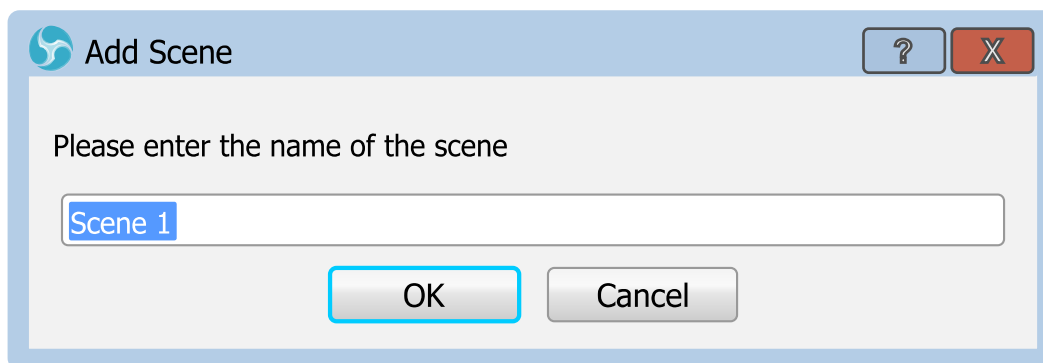 Add Scene
? X
Please enter the name of the scene
Scene 1
OK Cancel